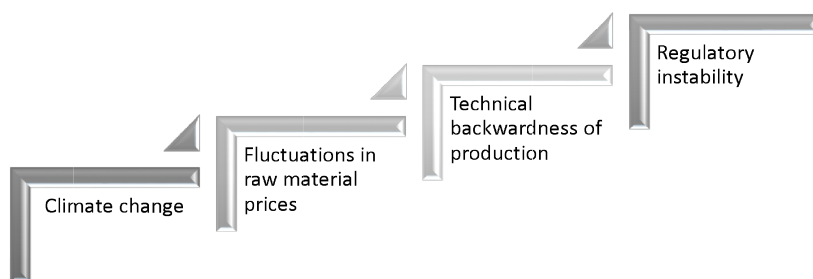 Climate change
Fluctuations in
raw material
prices
Technical
backwardness of
production
Regulatory
instability